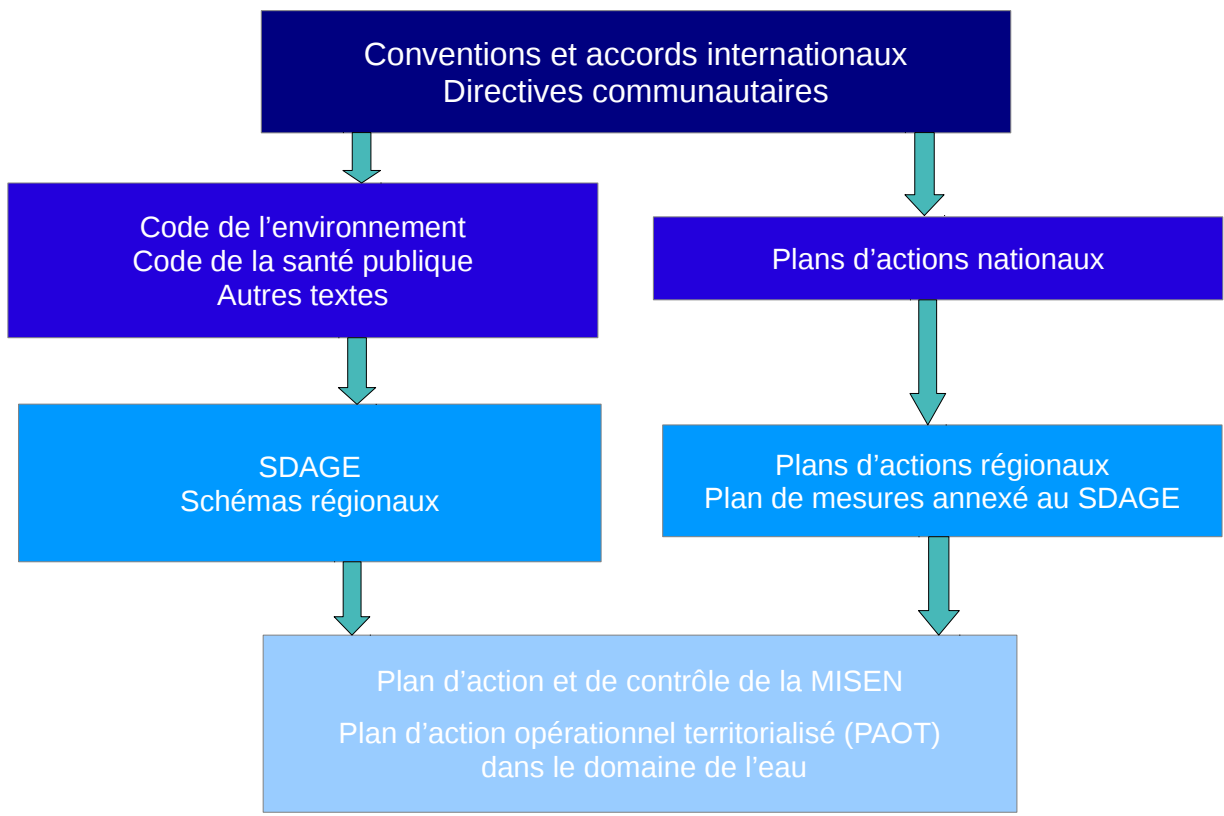 Conventions et accords internationaux
Directives communautaires
Code de l’environnement
Code de la santé publique
Autres textes
Plans d’actions nationaux
SDAGE
Schémas régionaux
Plans d’actions régionaux
Plan de mesures annexé au SDAGE
Plan d’action et de contrôle de la MISEN
Plan d’action opérationnel territorialisé (PAOT)
dans le domaine de l’eau